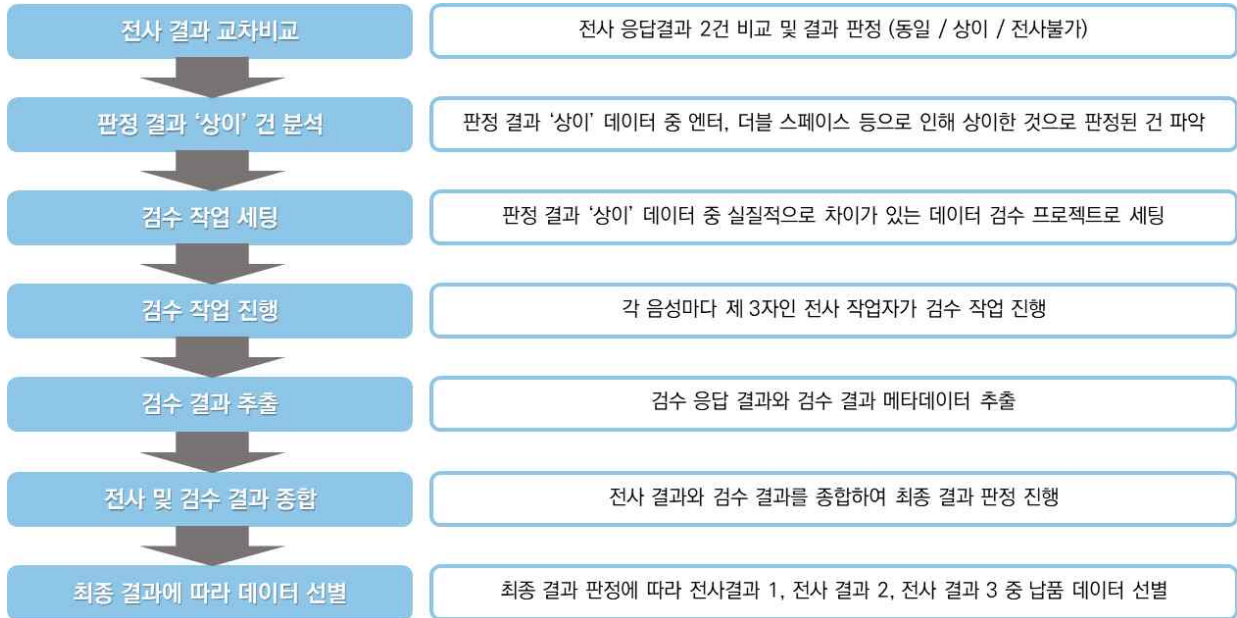 전사 결과 교차비교
전사 응답결과 2건 비교 및 결과 판정 (동일 / 상이 / 전사불가)
판정 결과 ‘상이’ 건 분석
판정 결과 ‘상이’ 데이터 중 엔터, 더블 스페이스 등으로 인해 상이한 것으로 판정된 건 파악
검수 작업 세팅
판정 결과 ‘상이’ 데이터 중 실질적으로 차이가 있는 데이터 검수 프로젝트로 세팅
검수 작업 진행
각 음성마다 제 3자인 전사 작업자가 검수 작업 진행
검수 결과 추출
검수 응답 결과와 검수 결과 메타데이터 추출
전사 및 검수 결과 종합
전사 결과와 검수 결과를 종합하여 최종 결과 판정 진행
최종 결과에 따라 데이터 선별
최종 결과 판정에 따라 전사결과 1, 전사 결과 2, 전사 결과 3 중 납품 데이터 선별